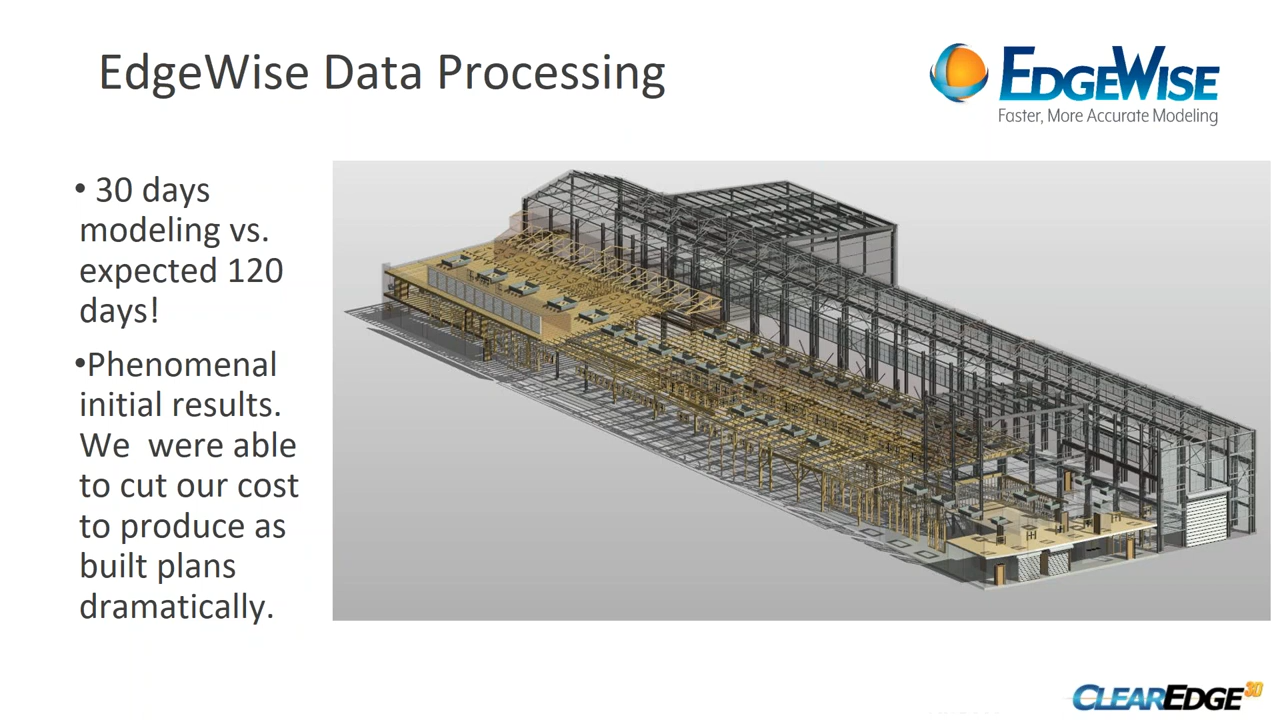 EdgeWise Data Processing
EDGEWISE
Faster, More Accurate Modeling
• 30 days
modeling vs.
expected 120
days!
•Phenomenal
initial results.
We  were able
to cut our cost
to produce as
built plans
dramatically.
CLEAREDGE3D